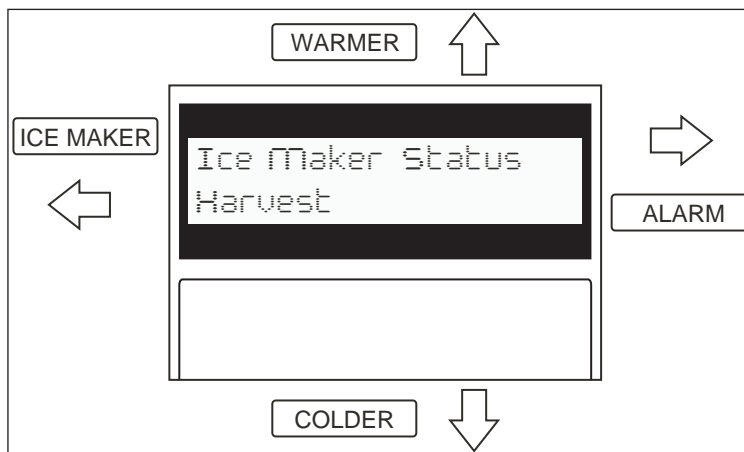 WARMER
ICE MAKER
Ice Maker Status
Harvest
ALARM
COLDER